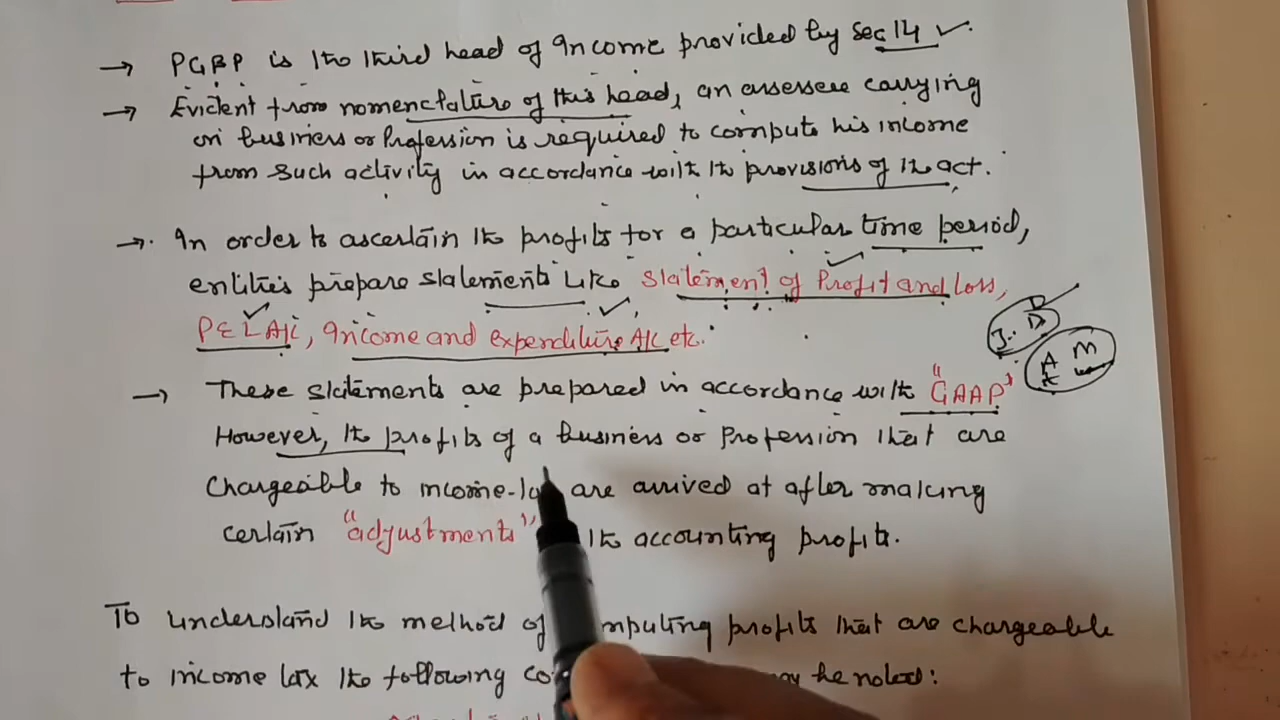 → PGBP is the third head of Income provided by Sec 14 ✓.
→ Evident from nomenclature of this head, an assessee carrying
on business or Profession is required to compute his income
from such activity in accordance with the provisions of the act.
→ In order to ascertain the profits for a particular time period,
entities prepare statements like Statement of Profit and loss,
P & L A/c, Income and expenditure A/c etc.
→ These statements are prepared in accordance with "GAAP"
However, the profits of a business or Profession that are
Chargeable to income-ta are arrived at after making
certain "adjustments" the accounting profits.
To understand the method of mputing profits that are chargeable
to income tax the following co be noted: